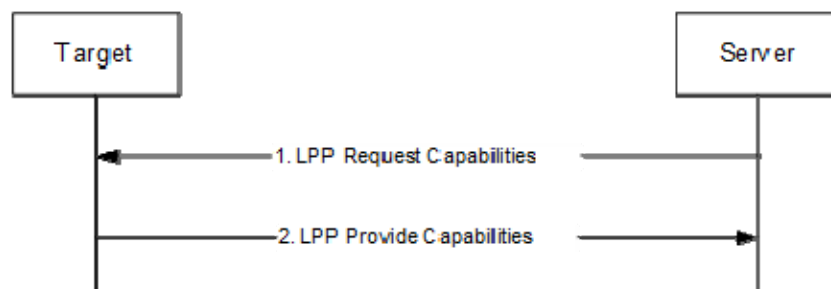 Target
Server
1. LPP Request Capabilities
2. LPP Provide Capabilities